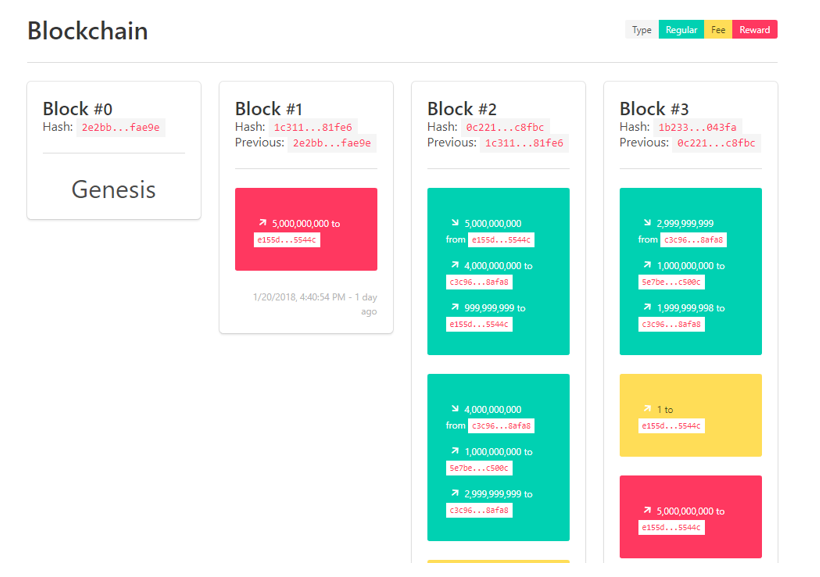 Blockchain
Type Regular Fee Reward
Block #0
Hash: 2e2bb...fae9e
Genesis
Block #1
Hash: 1c311...81fe6
Previous: 2e2bb...fae9e
5,000,000,000 to
e155d...5544c
1/20/2018, 4:40:54 PM - 1 day
ago
Block #2
Hash: 0c221...c8fbc
Previous: 1c311...81fe6
5,000,000,000
from e155d...5544c
4,000,000,000 to
c3c96...8afa8
999,999,999 to
e155d...5544c
4,000,000,000
from c3c96...8afa8
1,000,000,000 to
5e7be...c500c
2,999,999,999 to
c3c96...8afa8
Block #3
Hash: 1b233...043fa
Previous: 0c221...c8fbc
2,999,999,999
from c3c96...8afa8
1,000,000,000 to
5e7be...c500c
1,999,999,998 to
c3c96...8afa8
1 to
e155d...5544c
5,000,000,000 to
e155d...5544c